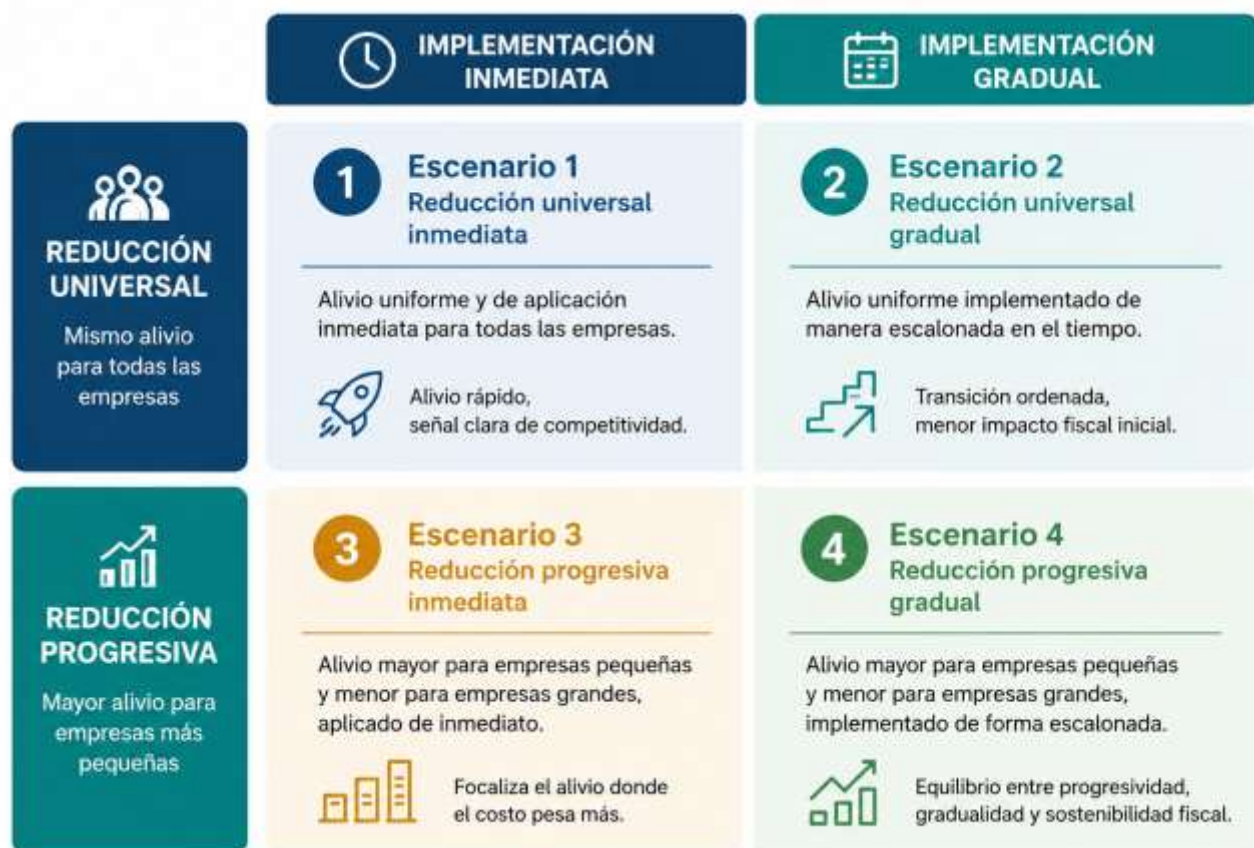 IMPLEMENTACIÓN
INMEDIATA
IMPLEMENTACIÓN
GRADUAL
REDUCCIÓN
UNIVERSAL
Mismo alivio
para todas las
empresas
1
Escenario 1
Reducción universal
inmediata
Alivio uniforme y de aplicación
inmediata para todas las empresas.
Alivio rápido,
señal clara de competitividad.
2
Escenario 2
Reducción universal
gradual
Alivio uniforme implementado de
manera escalonada en el tiempo.
Transición ordenada,
menor impacto fiscal inicial.
REDUCCIÓN
PROGRESIVA
Mayor alivio para
empresas más
pequeñas
3
Escenario 3
Reducción progresiva
inmediata
Alivio mayor para empresas pequeñas
y menor para empresas grandes,
aplicado de inmediato.
Focaliza el alivio donde
el costo pesa más.
4
Escenario 4
Reducción progresiva
gradual
Alivio mayor para empresas pequeñas
y menor para empresas grandes,
implementado de forma escalonada.
Equilibrio entre progresividad,
gradualidad y sostenibilidad fiscal.